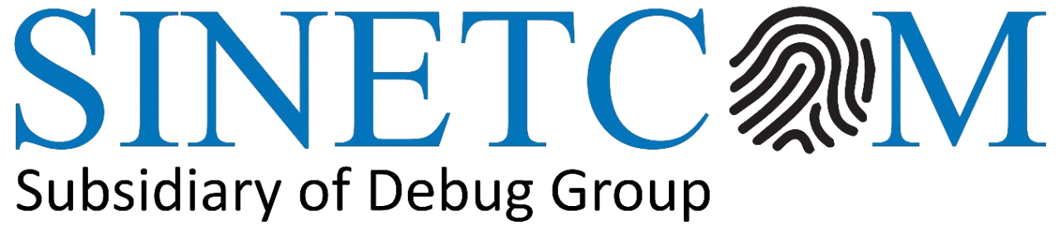 SINETCOM
Subsidiary of Debug Group